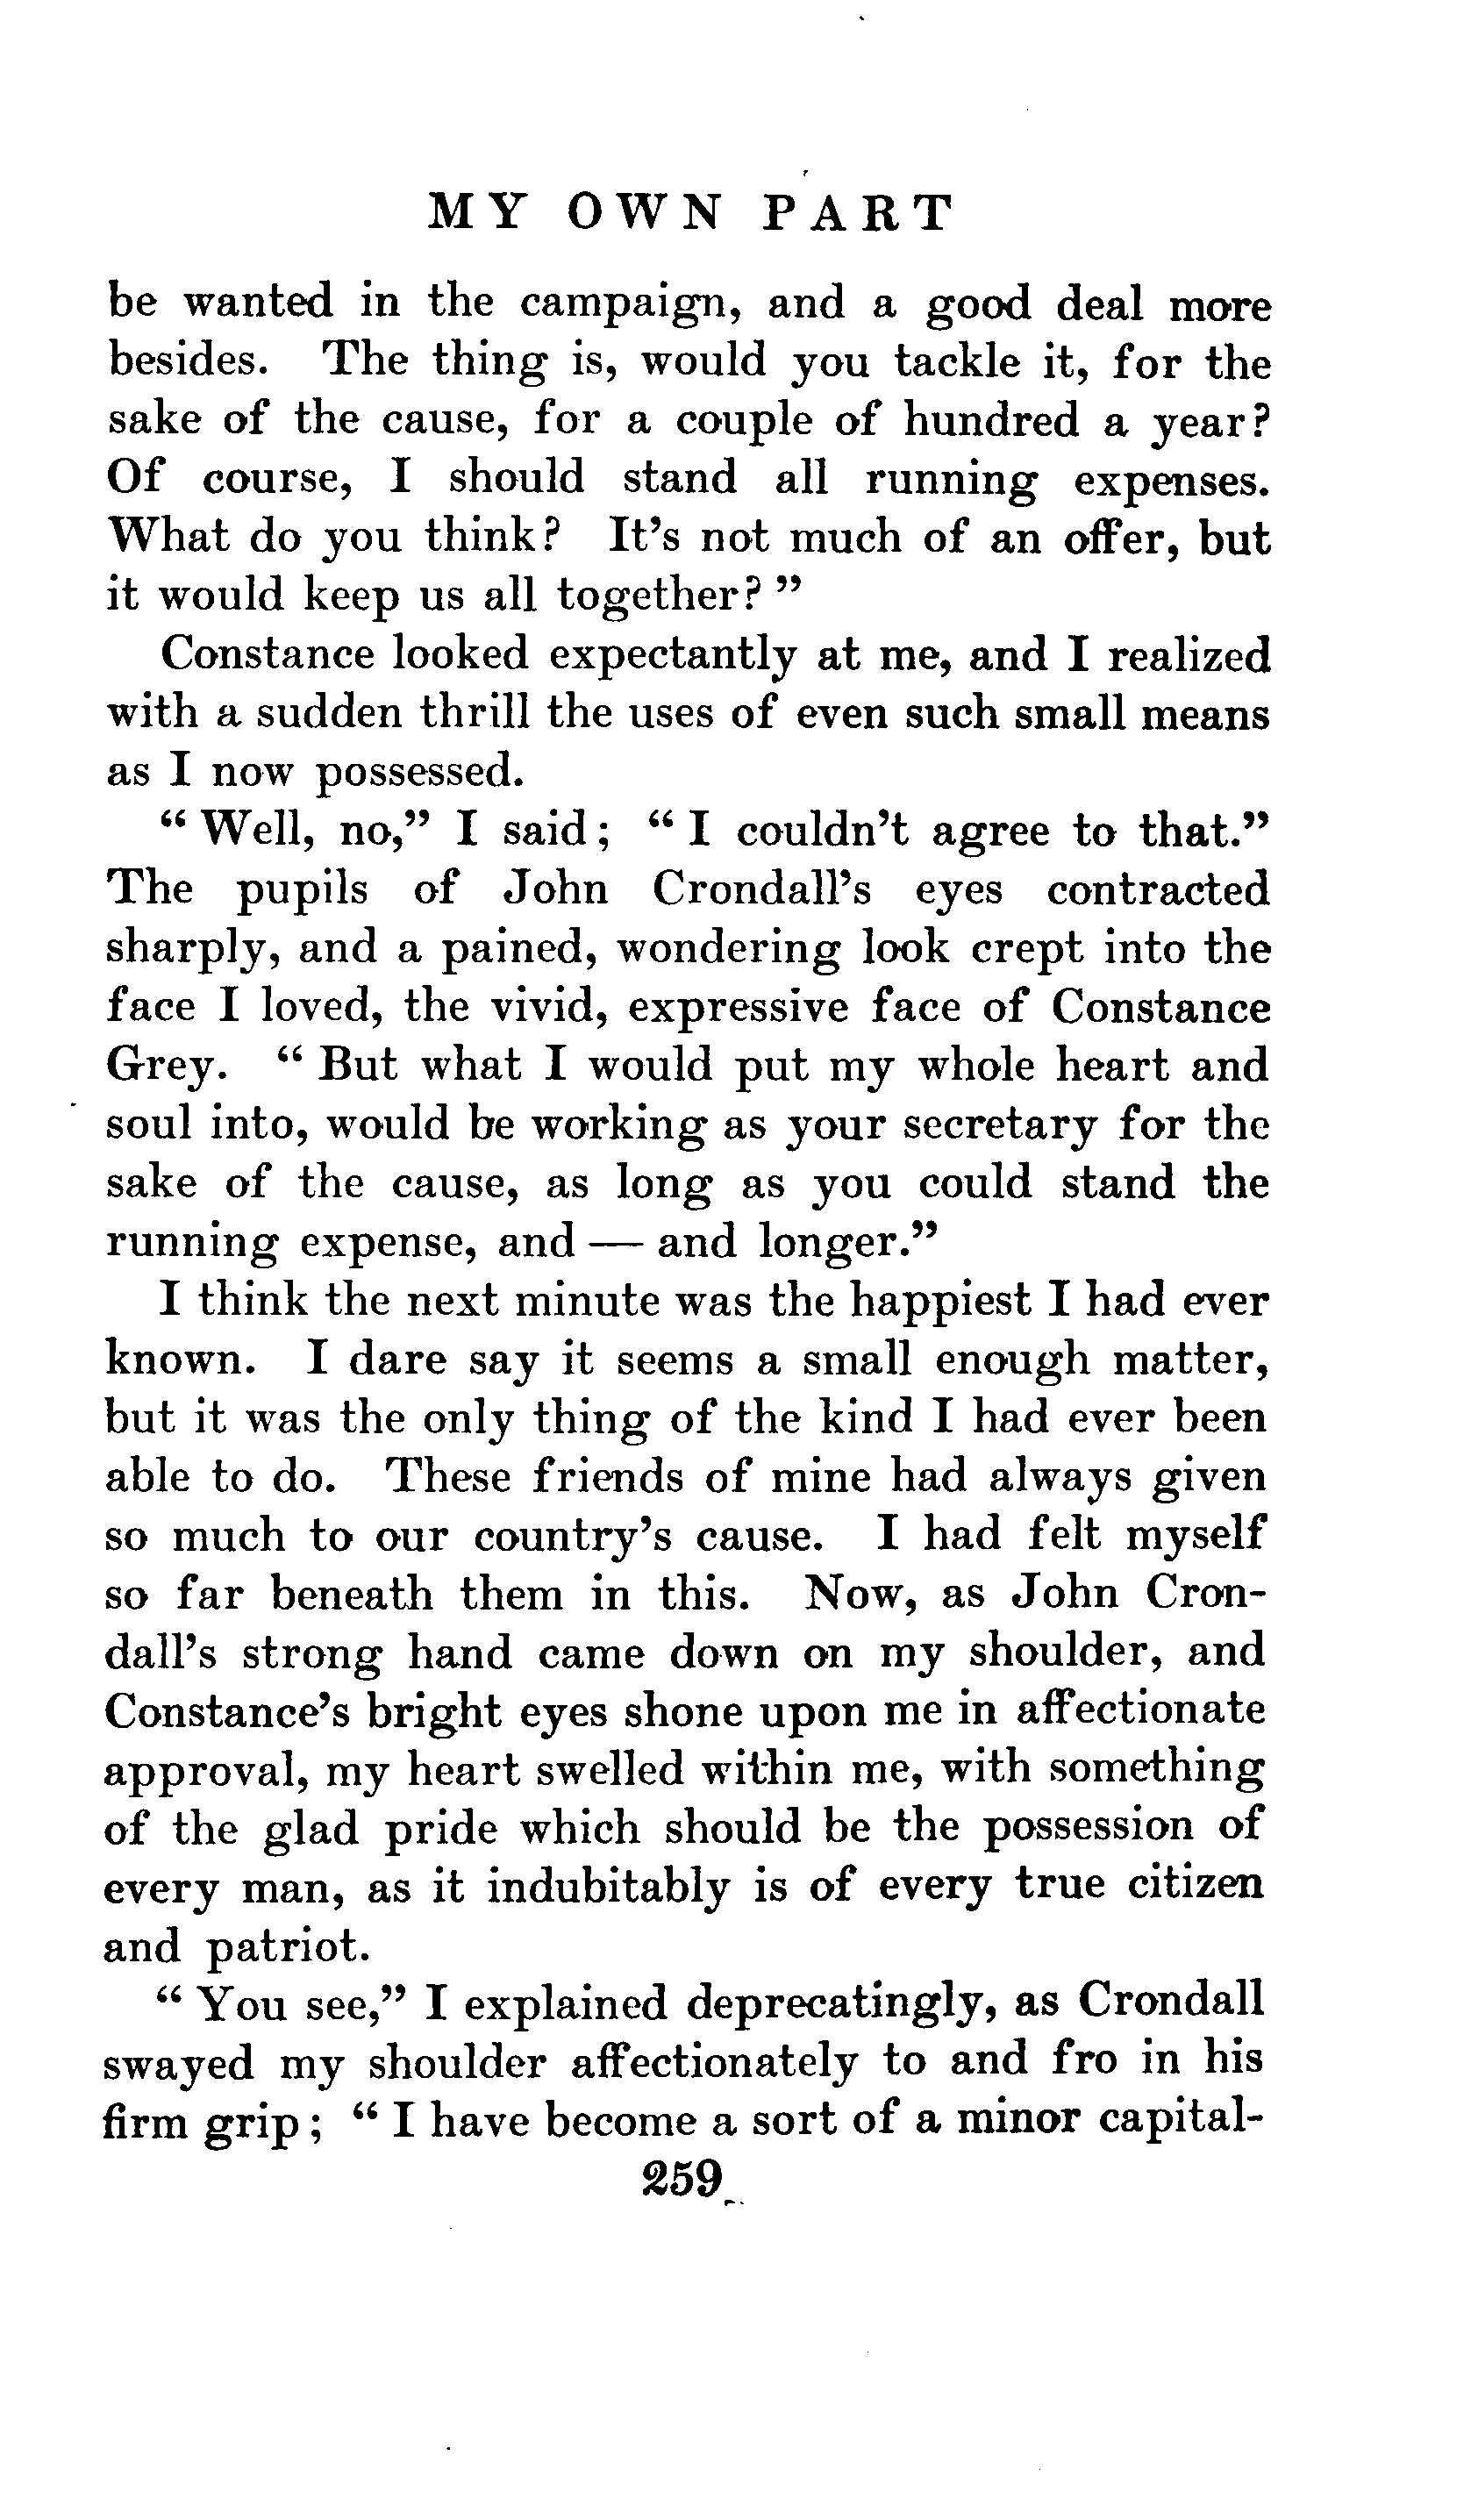 MY OWN PART
be wanted in the campaign, and a good deal more
besides. The thing is, would you tackle it, for the
sake of the cause, for a couple of hundred a year?
Of course, I should stand all running expenses.
What do you think? It's not much of an offer, but
it would keep us all together? "
Constance looked expectantly at me, and I realized
with a sudden thrill the uses of even such small means
as I now possessed.
" Well, no," I said; " I couldn't agree to that."
The pupils of John Crondall's eyes contracted
sharply, and a pained, wondering look crept into the
face I loved, the vivid, expressive face of Constance
Grey. " But what I would put my whole heart and
soul into, would be working as your secretary for the
sake of the cause, as long as you could stand the
running expense, and — and longer."
I think the next minute was the happiest I had ever
known. I dare say it seems a small enough matter,
but it was the only thing of the kind I had ever been
able to do. These friends of mine had always given
so much to our country's cause. I had felt myself
so far beneath them in this. Now, as John Cron-
dall's strong hand came down on my shoulder, and
Constance's bright eyes shone upon me in affectionate
approval, my heart swelled within me, with something
of the glad pride which should be the possession of
every man, as it indubitably is of every true citizen
and patriot.
" You see," I explained deprecatingly, as Crondall
swayed my shoulder affectionately to and fro in his
firm grip; " I have become a sort of a minor capital-
259